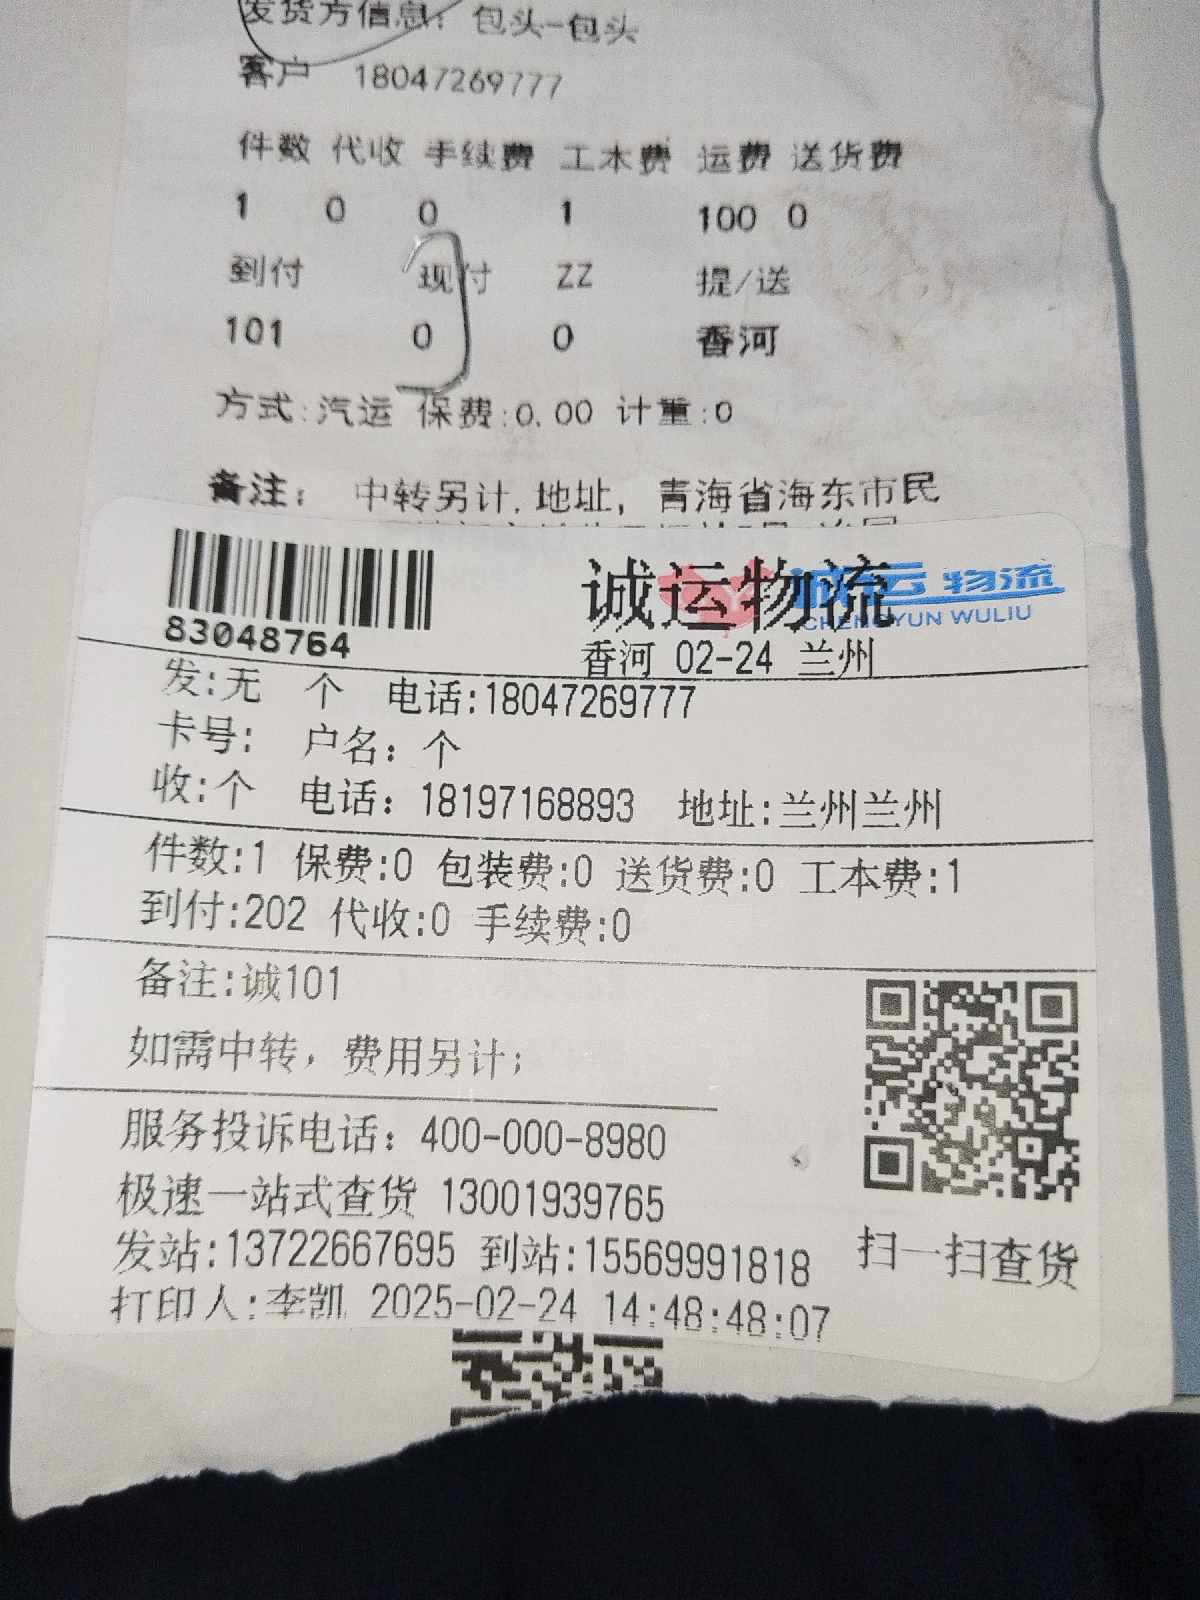 发货方信息: 包头-包头
客户 18047269777
件数 代收 手续费 工本费 运费 送货费
1 0 0 1 100 0
到付 现付 ZZ 提/送
101 0 0 香河
方式:汽运 保费:0.00 计重:0
备注: 中转另计.地址, 青海省海东市民
83048764
诚运物流
诚运物流
CHENGYUN WULIU
香河 02-24 兰州
发:无 个 电话:18047269777
卡号: 户名: 个
收:个 电话: 18197168893 地址:兰州兰州
件数:1 保费:0 包装费:0 送货费:0 工本费:1
到付:202 代收:0 手续费:0
备注:诚101
如需中转，费用另计;
服务投诉电话: 400-000-8980
极速一站式查货 13001939765
发站:13722667695 到站:15569991818
扫一扫查货
打印人:李凯 2025-02-24 14:48:48:07